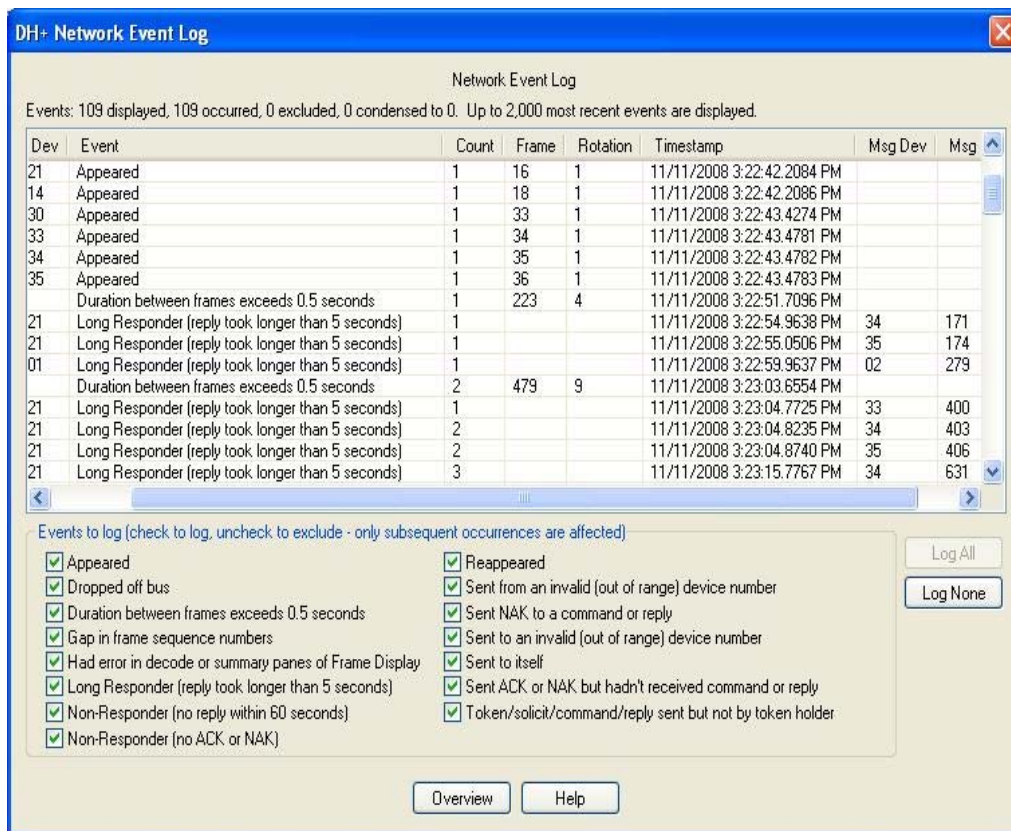 DH+ Network Event Log
Network Event Log
Events: 109 displayed, 109 occurred, 0 excluded, 0 condensed to 0. Up to 2,000 most recent events are displayed.
Dev Event Count Frame Rotation Timestamp Msg Dev Msg
21 Appeared 1 16 1 11/11/2008 3:22:42.2084 PM
14 Appeared 1 18 1 11/11/2008 3:22:42.2086 PM
30 Appeared 1 33 1 11/11/2008 3:22:43.4274 PM
33 Appeared 1 34 1 11/11/2008 3:22:43.4781 PM
34 Appeared 1 35 1 11/11/2008 3:22:43.4782 PM
35 Appeared 1 36 1 11/11/2008 3:22:43.4783 PM
Duration between frames exceeds 0.5 seconds 1 223 4 11/11/2008 3:22:51.7096 PM
21 Long Responder (reply took longer than 5 seconds) 1 11/11/2008 3:22:54.9638 PM 34 171
21 Long Responder (reply took longer than 5 seconds) 1 11/11/2008 3:22:55.0506 PM 35 174
01 Long Responder (reply took longer than 5 seconds) 1 11/11/2008 3:22:59.9637 PM 02 279
Duration between frames exceeds 0.5 seconds 2 479 9 11/11/2008 3:23:03.6554 PM
21 Long Responder (reply took longer than 5 seconds) 1 11/11/2008 3:23:04.7725 PM 33 400
21 Long Responder (reply took longer than 5 seconds) 2 11/11/2008 3:23:04.8235 PM 34 403
21 Long Responder (reply took longer than 5 seconds) 2 11/11/2008 3:23:04.8740 PM 35 406
21 Long Responder (reply took longer than 5 seconds) 3 11/11/2008 3:23:15.7767 PM 34 631
Events to log (check to log, uncheck to exclude - only subsequent occurrences are affected)
Appeared
Dropped off bus
Duration between frames exceeds 0.5 seconds
Gap in frame sequence numbers
Had error in decode or summary panes of Frame Display
Long Responder (reply took longer than 5 seconds)
Non-Responder (no reply within 60 seconds)
Non-Responder (no ACK or NAK)
Reappeared
Sent from an invalid (out of range) device number
Sent NAK to a command or reply
Sent to an invalid (out of range) device number
Sent to itself
Sent ACK or NAK but hadn't received command or reply
Token/solicit/command/reply sent but not by token holder
Log All
Log None
Overview
Help